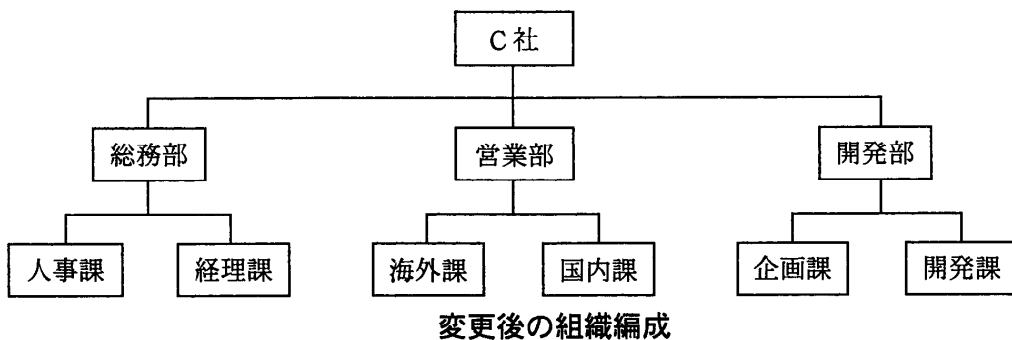 C社
総務部
営業部
開発部
人事課
経理課
海外課
国内課
企画課
開発課
変更後の組織編成